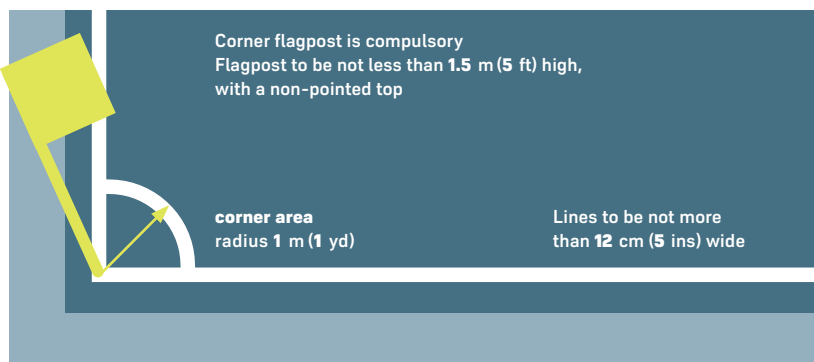 Corner flagpost is compulsory
Flagpost to be not less than 1.5 m (5 ft) high,
with a non-pointed top
corner area
radius 1 m (1 yd)
Lines to be not more
than 12 cm (5 ins) wide